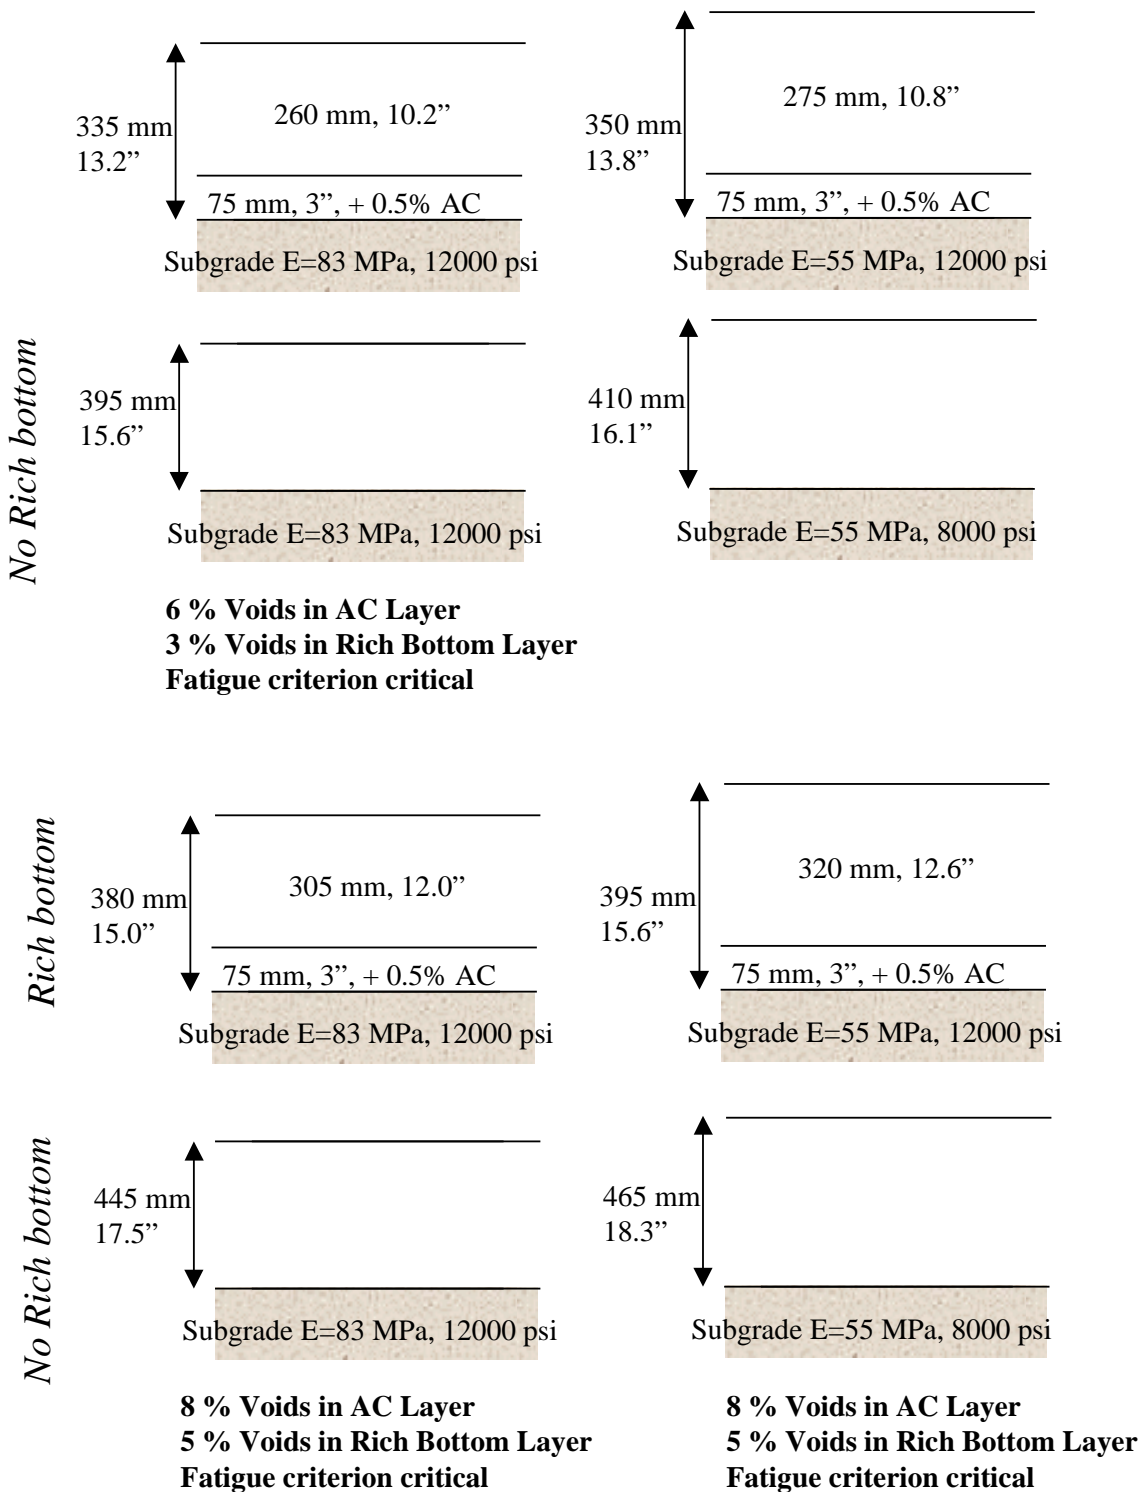 260 mm, 10.2”
335 mm
13.2”
75 mm, 3”, + 0.5% AC
Subgrade E=83 MPa, 12000 psi
275 mm, 10.8”
350 mm
13.8”
75 mm, 3”, + 0.5% AC
Subgrade E=55 MPa, 12000 psi
No Rich bottom
395 mm
15.6”
Subgrade E=83 MPa, 12000 psi
410 mm
16.1”
Subgrade E=55 MPa, 8000 psi
6 % Voids in AC Layer
3 % Voids in Rich Bottom Layer
Fatigue criterion critical
Rich bottom
305 mm, 12.0”
380 mm
15.0”
75 mm, 3”, + 0.5% AC
Subgrade E=83 MPa, 12000 psi
320 mm, 12.6”
395 mm
15.6”
75 mm, 3”, + 0.5% AC
Subgrade E=55 MPa, 12000 psi
No Rich bottom
445 mm
17.5”
Subgrade E=83 MPa, 12000 psi
465 mm
18.3”
Subgrade E=55 MPa, 8000 psi
8 % Voids in AC Layer
5 % Voids in Rich Bottom Layer
Fatigue criterion critical
8 % Voids in AC Layer
5 % Voids in Rich Bottom Layer
Fatigue criterion critical